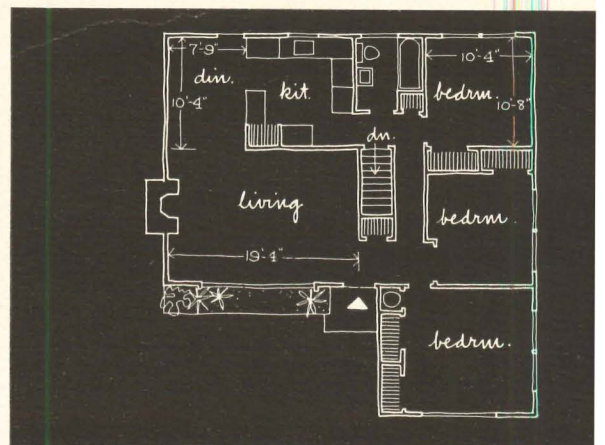 7'-9"
din.
kit.
10'-4"
10'-4"
bedrm.
10'-8"
dn.
living
bedrm.
19'-4"
bedrm.